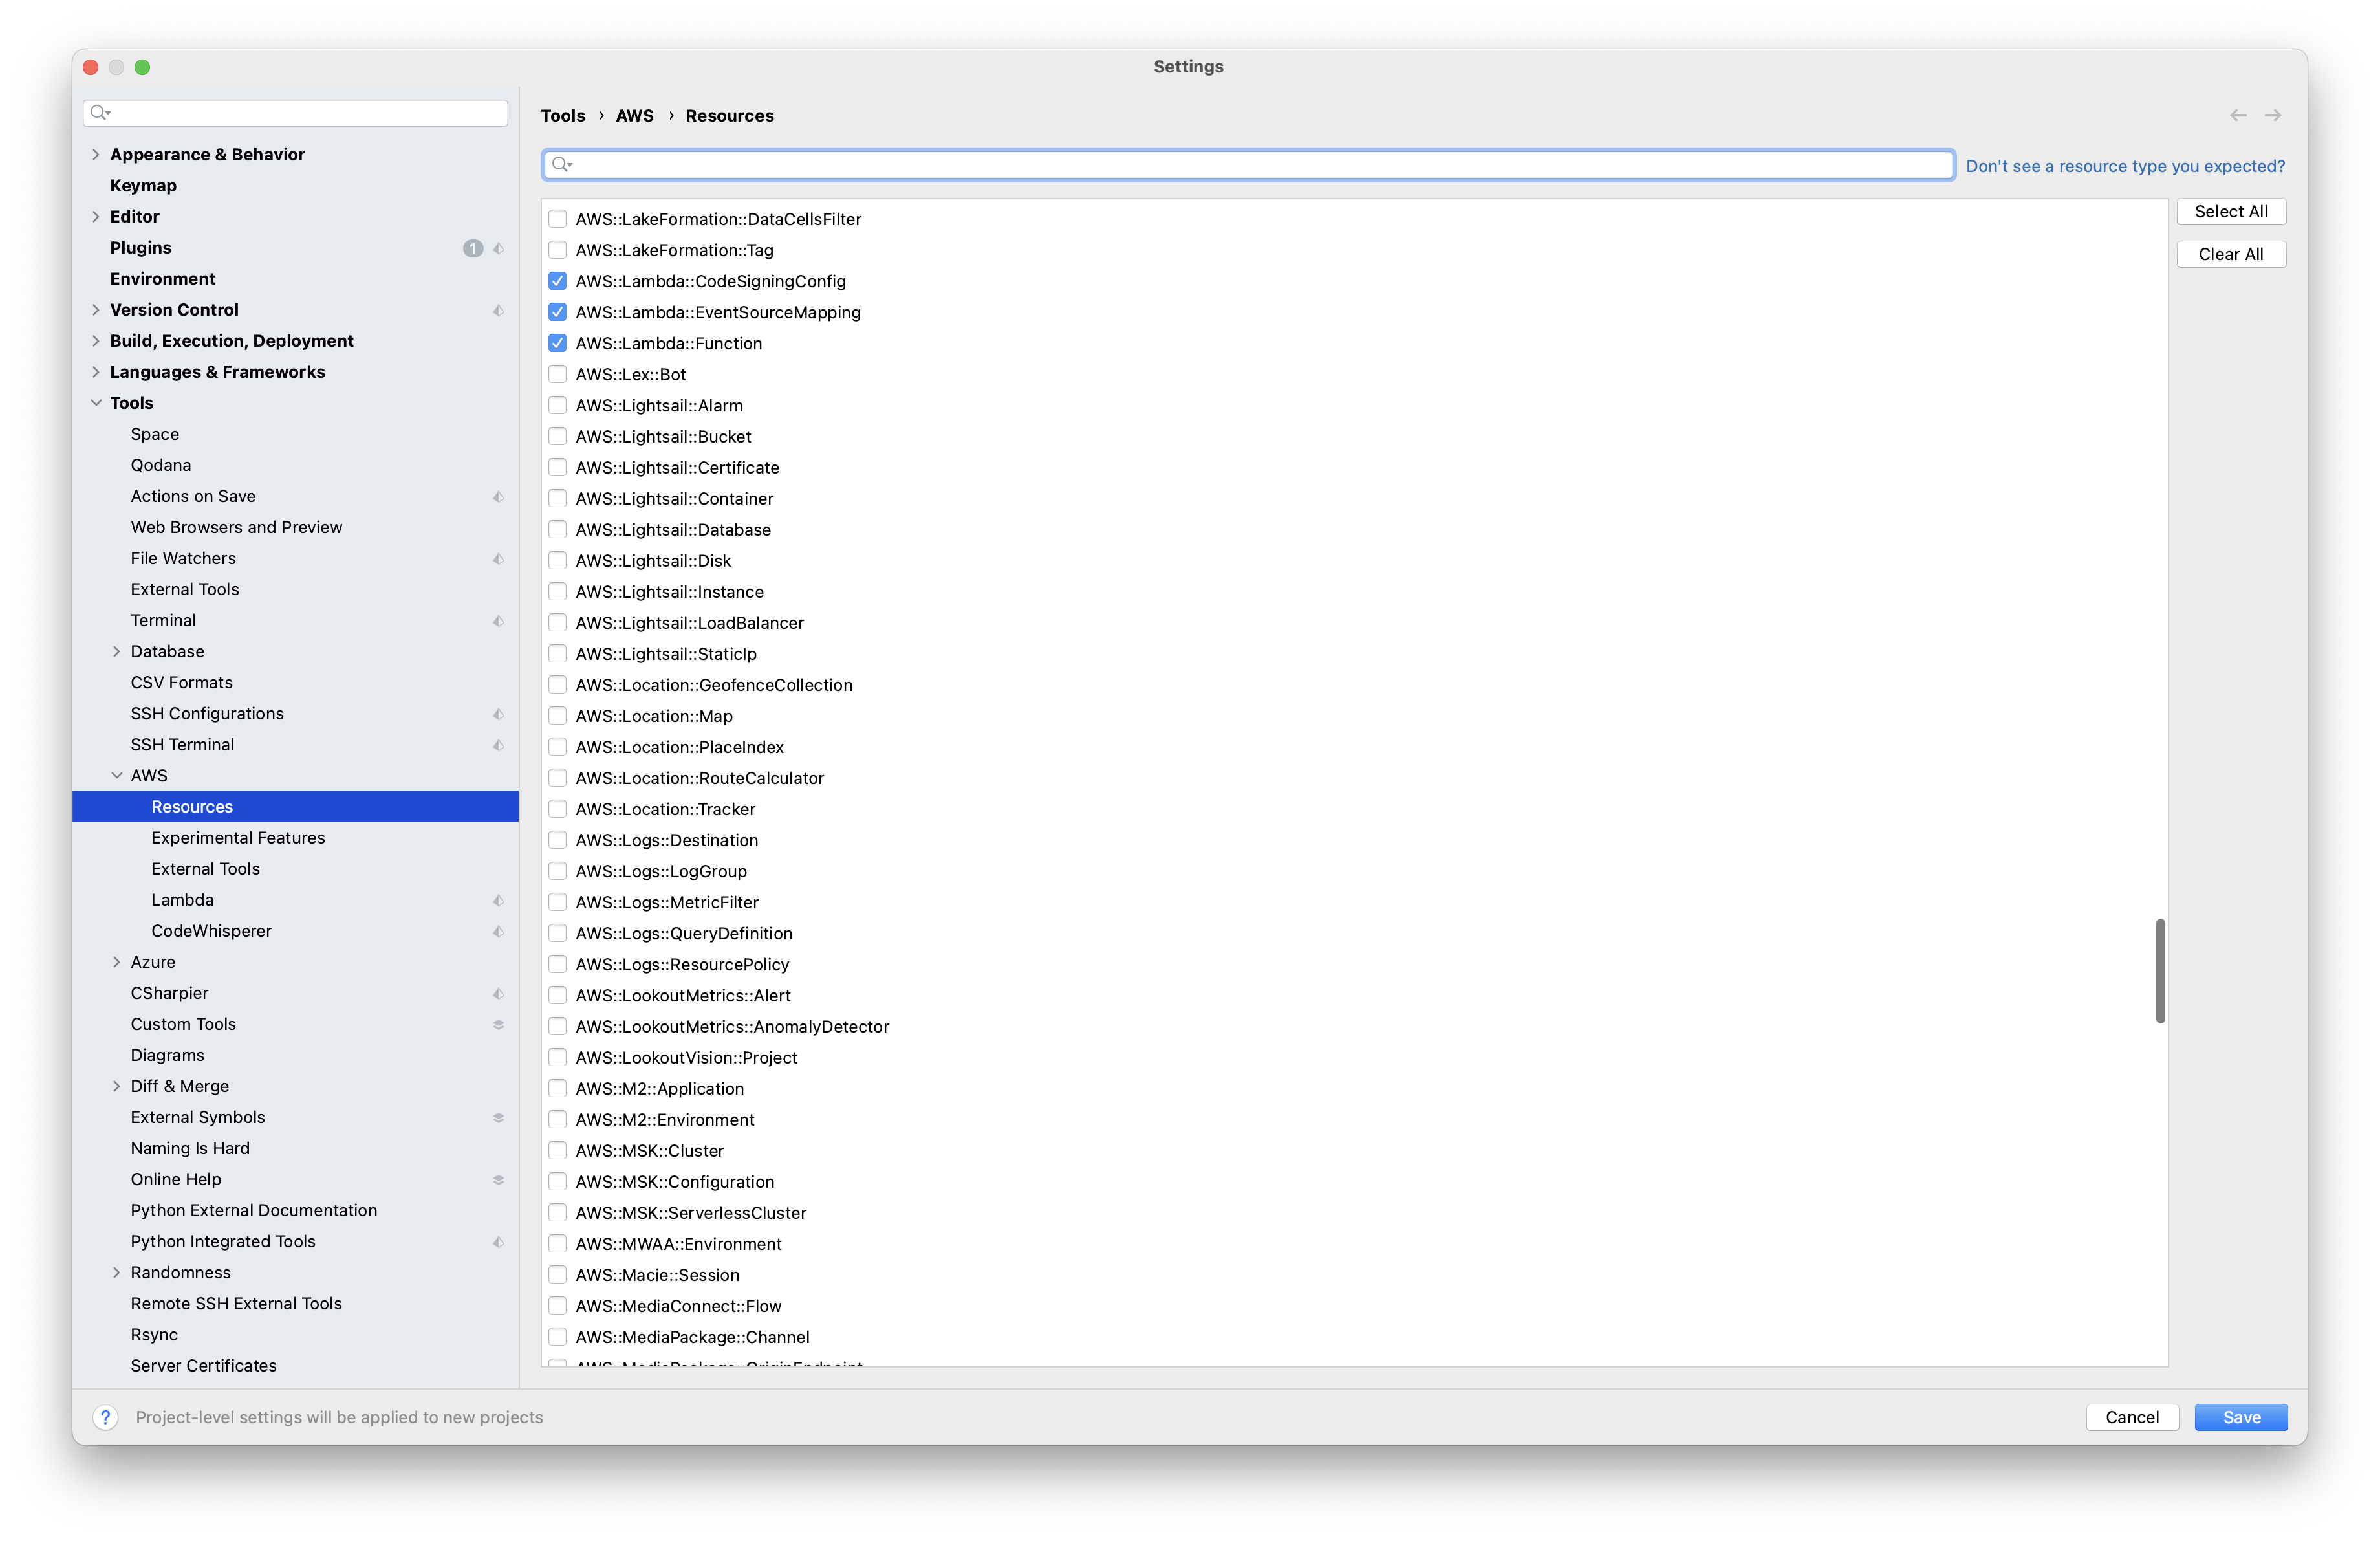 Settings
Appearance & Behavior
Keymap
Editor
Plugins 1
Environment
Version Control
Build, Execution, Deployment
Languages & Frameworks
Tools
Space
Qodana
Actions on Save
Web Browsers and Preview
File Watchers
External Tools
Terminal
Database
CSV Formats
SSH Configurations
SSH Terminal
AWS
Resources
Experimental Features
External Tools
Lambda
CodeWhisperer
Azure
CSharpier
Custom Tools
Diagrams
Diff & Merge
External Symbols
Naming Is Hard
Online Help
Python External Documentation
Python Integrated Tools
Randomness
Remote SSH External Tools
Rsync
Server Certificates
Tools › AWS › Resources
Don't see a resource type you expected?
AWS::LakeFormation::DataCellsFilter
AWS::LakeFormation::Tag
AWS::Lambda::CodeSigningConfig
AWS::Lambda::EventSourceMapping
AWS::Lambda::Function
AWS::Lex::Bot
AWS::Lightsail::Alarm
AWS::Lightsail::Bucket
AWS::Lightsail::Certificate
AWS::Lightsail::Container
AWS::Lightsail::Database
AWS::Lightsail::Disk
AWS::Lightsail::Instance
AWS::Lightsail::LoadBalancer
AWS::Lightsail::StaticIp
AWS::Location::GeofenceCollection
AWS::Location::Map
AWS::Location::PlaceIndex
AWS::Location::RouteCalculator
AWS::Location::Tracker
AWS::Logs::Destination
AWS::Logs::LogGroup
AWS::Logs::MetricFilter
AWS::Logs::QueryDefinition
AWS::Logs::ResourcePolicy
AWS::LookoutMetrics::Alert
AWS::LookoutMetrics::AnomalyDetector
AWS::LookoutVision::Project
AWS::M2::Application
AWS::M2::Environment
AWS::MSK::Cluster
AWS::MSK::Configuration
AWS::MSK::ServerlessCluster
AWS::MWAA::Environment
AWS::Macie::Session
AWS::MediaConnect::Flow
AWS::MediaPackage::Channel
AWS::MediaPackage::OriginEndpoint
Select All
Clear All
? Project-level settings will be applied to new projects
Cancel
Save